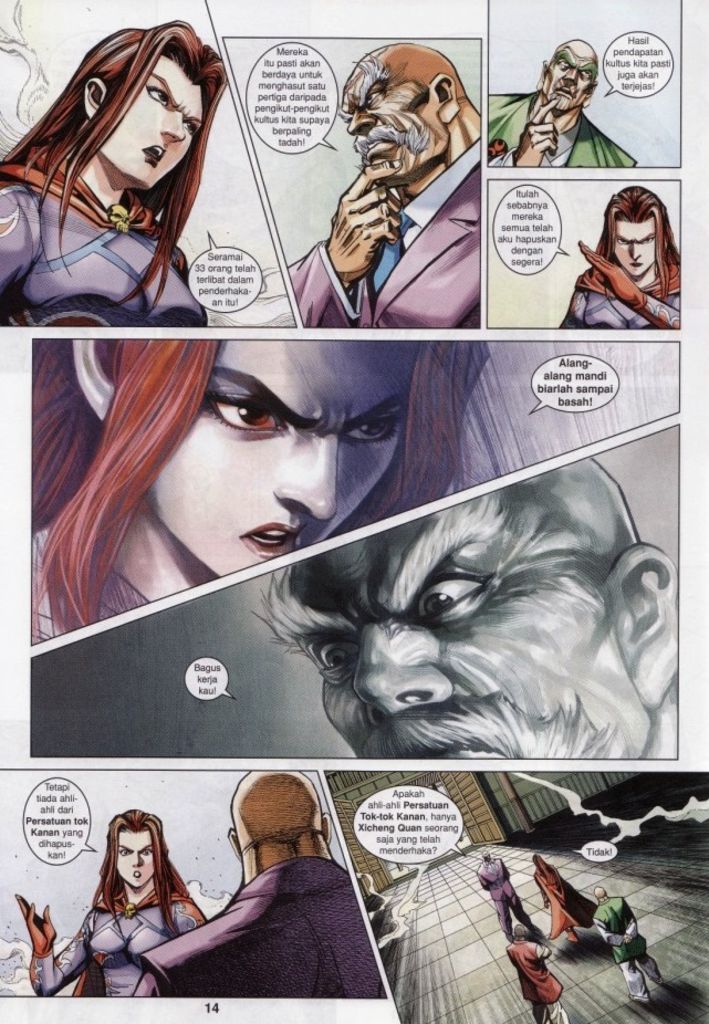 Seramai
33 orang telah
terlibat dalam
penderhaka-
an itu!
Mereka
itu pasti akan
berdaya untuk
menghasut satu
pertiga daripada
pengikut-pengikut
kultus kita supaya
berpaling
tadah!
Hasil
pendapatan
kultus kita pasti
juga akan
terjejas!
Itulah
sebabnya
mereka
semua telah
aku hapuskan
dengan
segera!
Alang-
alang mandi
biarlah sampai
basah!
Bagus
kerja
kau!
Tetapi
tiada ahli-
ahli dari
Persatuan tok
Kanan yang
dihapus-
kan!
Apakah
ahli-ahli Persatuan
Tok-tok Kanan, hanya
Xicheng Quan seorang
saja yang telah
menderhaka?
Tidak!
14